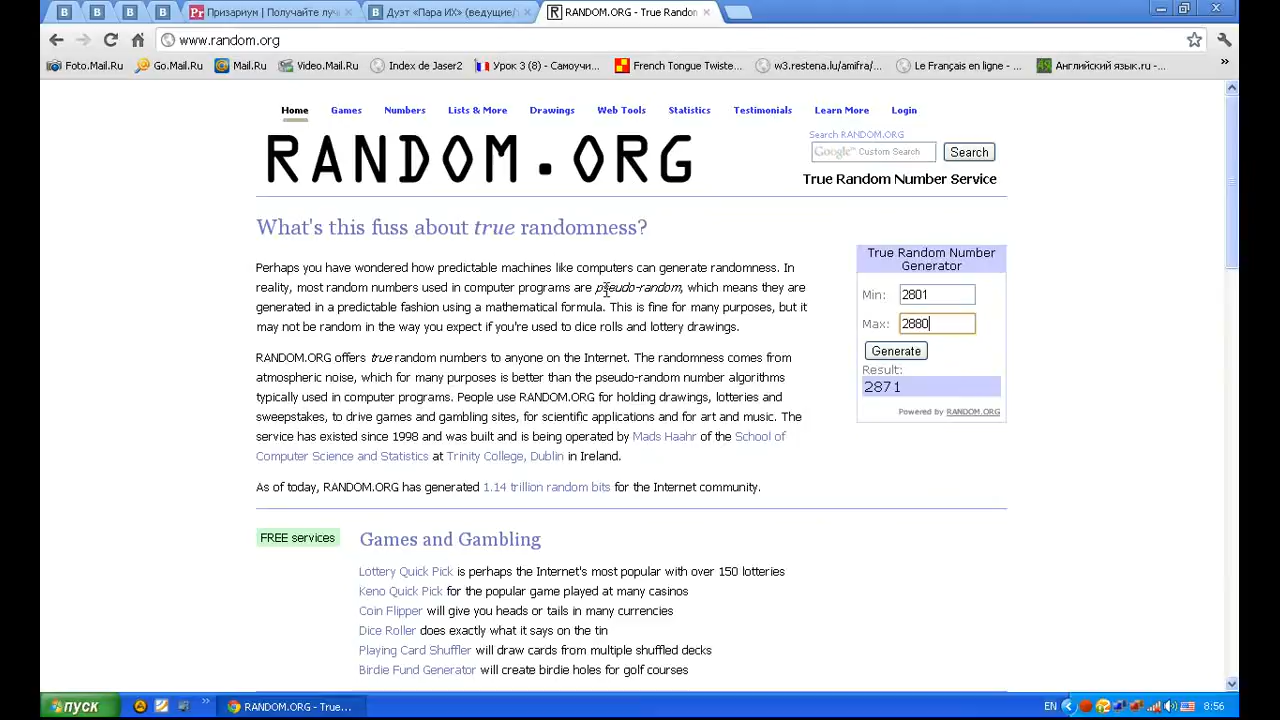 Призариум | Получайте луч
Дуэт «Пара ИХ» (ведущие/
RANDOM.ORG - True Random
www.random.org
Foto.Mail.Ru
Go.Mail.Ru
Mail.Ru
Video.Mail.Ru
Index de Jaser2
Урок 3 (8) - Самоучи...
French Tongue Twiste...
w3.restena.lu/amifra/...
Le Français en ligne - ...
Английский язык.ru - ...
Home Games Numbers Lists & More Drawings Web Tools Statistics Testimonials Learn More Login
RANDOM.ORG
Search RANDOM.ORG
Google™ Custom Search
Search
True Random Number Service
What's this fuss about true randomness?
Perhaps you have wondered how predictable machines like computers can generate randomness. In
reality, most random numbers used in computer programs are pseudo-random, which means they are
generated in a predictable fashion using a mathematical formula. This is fine for many purposes, but it
may not be random in the way you expect if you're used to dice rolls and lottery drawings.
RANDOM.ORG offers true random numbers to anyone on the Internet. The randomness comes from
atmospheric noise, which for many purposes is better than the pseudo-random number algorithms
typically used in computer programs. People use RANDOM.ORG for holding drawings, lotteries and
sweepstakes, to drive games and gambling sites, for scientific applications and for art and music. The
service has existed since 1998 and was built and is being operated by Mads Haahr of the School of
Computer Science and Statistics at Trinity College, Dublin in Ireland.
As of today, RANDOM.ORG has generated 1.14 trillion random bits for the Internet community.
True Random Number
Generator
Min: 2801
Max: 2880
Generate
Result:
2871
Powered by RANDOM.ORG
FREE services
Games and Gambling
Lottery Quick Pick is perhaps the Internet's most popular with over 150 lotteries
Keno Quick Pick for the popular game played at many casinos
Coin Flipper will give you heads or tails in many currencies
Dice Roller does exactly what it says on the tin
Playing Card Shuffler will draw cards from multiple shuffled decks
Birdie Fund Generator will create birdie holes for golf courses
пуск
RANDOM.ORG - True...
EN
8:56